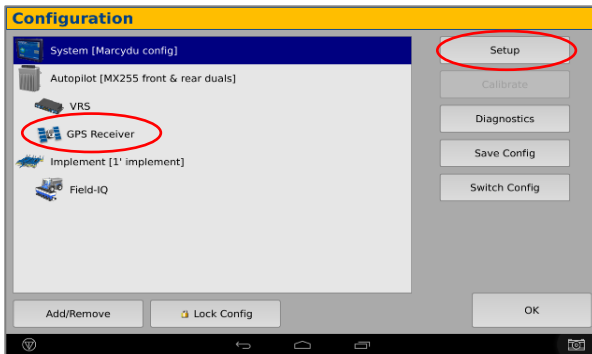 Configuration
System [Marcydu config]
Autopilot [MX255 front & rear duals]
VRS
GPS Receiver
Implement [1' implement]
Field-IQ
Setup
Calibrate
Diagnostics
Save Config
Switch Config
Add/Remove
Lock Config
OK